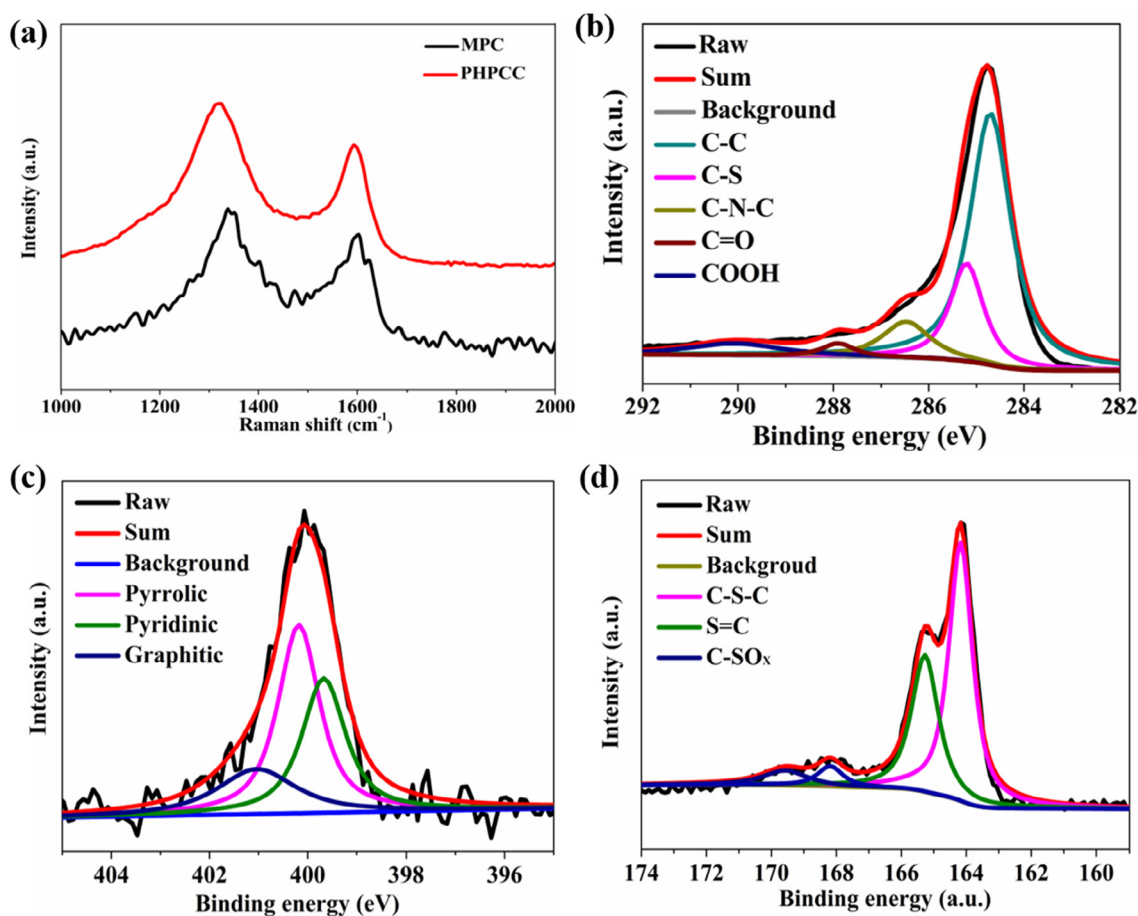 (a)
MPC
PHPCC
Intensity (a.u.)
1000 1200 1400 1600 1800 2000
Raman shift (cm⁻¹)
(b)
Raw
Sum
Background
C-C
C-S
C-N-C
C=O
COOH
Intensity (a.u.)
292 290 288 286 284 282
Binding energy (eV)
(c)
Raw
Sum
Background
Pyrrolic
Pyridinic
Graphitic
Intensity (a.u.)
404 402 400 398 396
Binding energy (eV)
(d)
Raw
Sum
Backgroud
C-S-C
S=C
C-SOₓ
Intensity (a.u.)
174 172 170 168 166 164 162 160
Binding energy (a.u.)